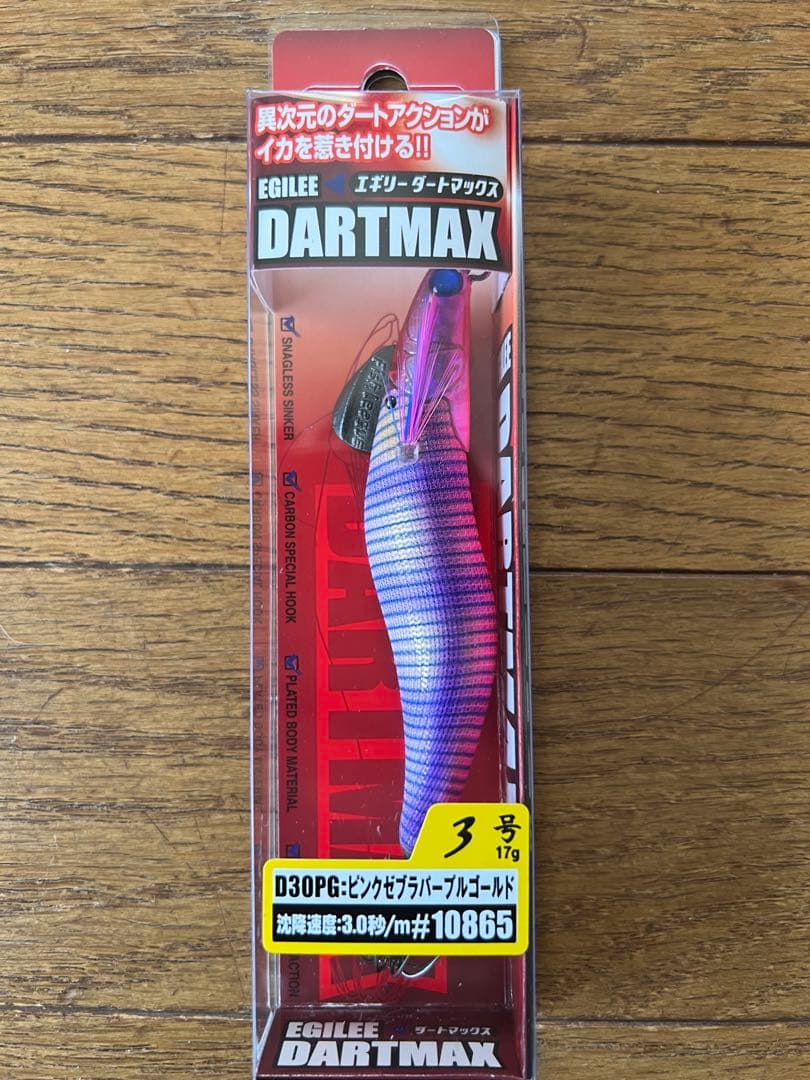 異次元のダートアクションが
イカを惹き付ける!!
EGILEE エギリー ダートマックス
DARTMAX
SNAGLESS SINKER
CARBON SPECIAL HOOK
PLATED BODY MATERIAL
3号
17g
D30PG:ピンクゼブラパープルゴールド
沈降速度:3.0秒/m #10865
ACTION
EGILEE ダートマックス
DARTMAX